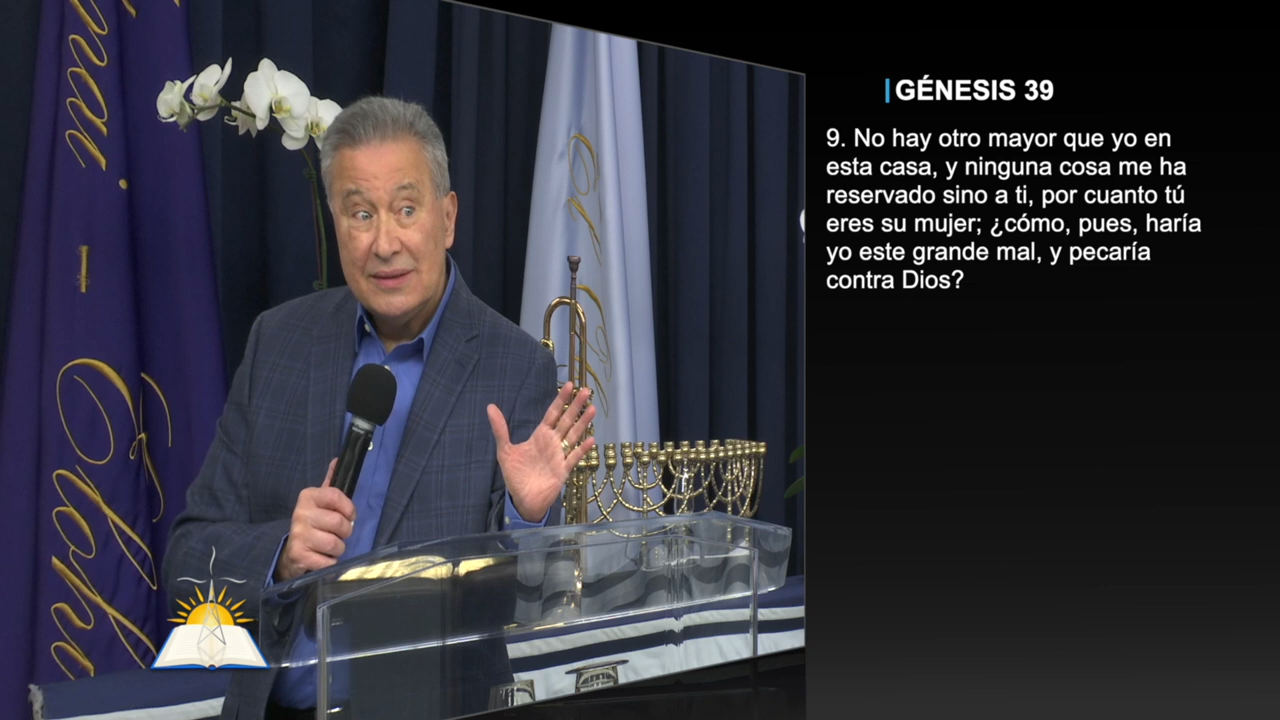 GÉNESIS 39
9. No hay otro mayor que yo en
esta casa, y ninguna cosa me ha
reservado sino a ti, por cuanto tú
eres su mujer; ¿cómo, pues, haría
yo este grande mal, y pecaría
contra Dios?